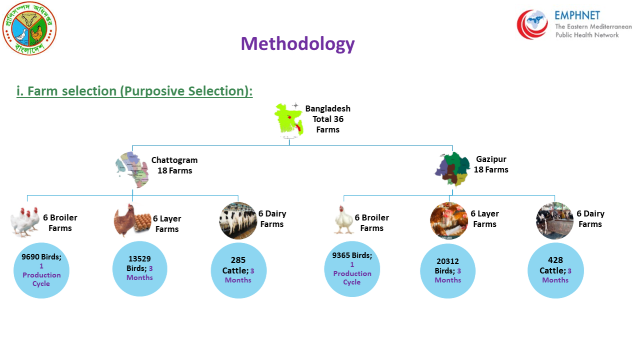 EMPHNET
The Eastern Mediterranean
Public Health Network
Methodology
i. Farm selection (Purposive Selection):
Bangladesh
Total 36
Farms
Chattogram
18 Farms
Gazipur
18 Farms
6 Broiler
Farms
6 Layer
Farms
6 Dairy
Farms
6 Broiler
Farms
6 Layer
Farms
6 Dairy
Farms
9690 Birds;
1
Production
Cycle
13529
Birds; 3
Months
285
Cattle; 3
Months
9365 Birds;
1
Production
Cycle
20312
Birds; 3
Months
428
Cattle; 3
Months